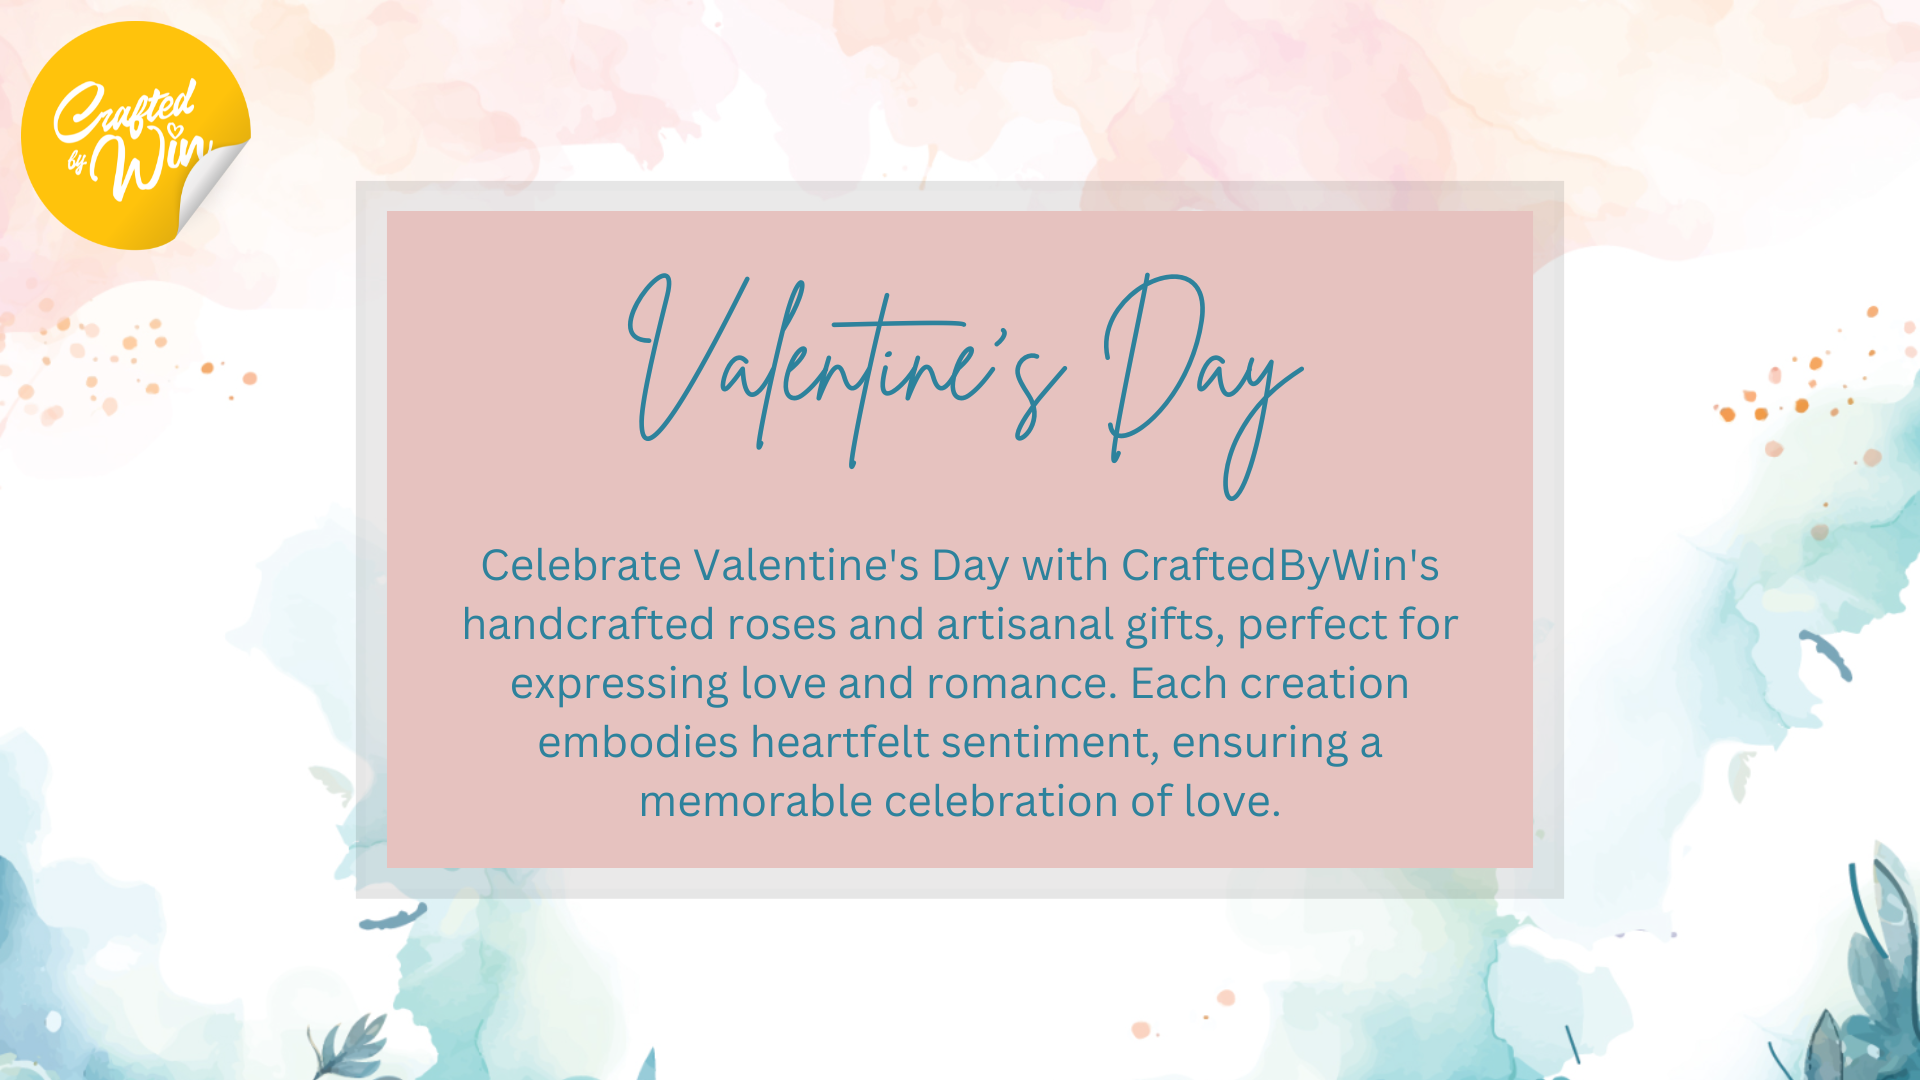 Crafted
by Win
Valentine's Day
Celebrate Valentine's Day with CraftedByWin's
handcrafted roses and artisanal gifts, perfect for
expressing love and romance. Each creation
embodies heartfelt sentiment, ensuring a
memorable celebration of love.